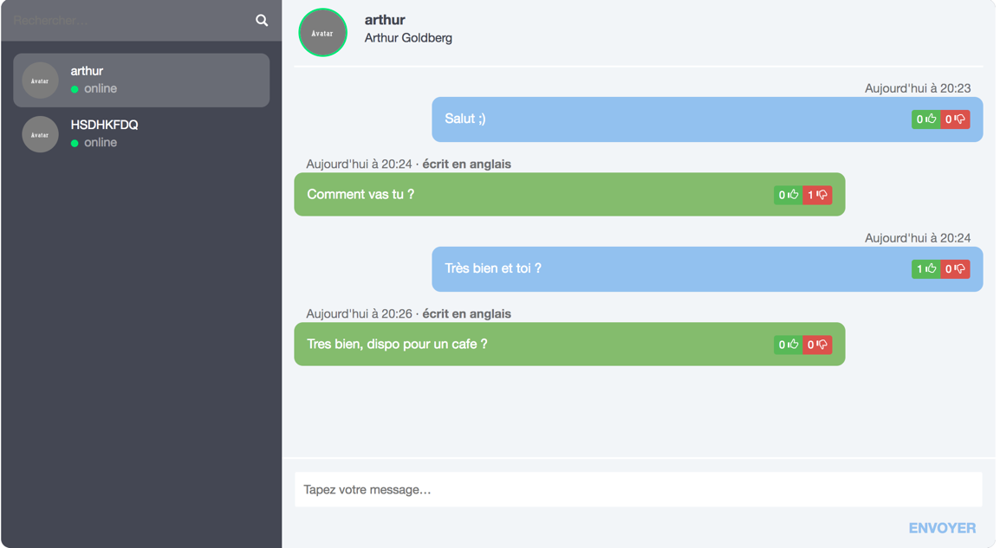 Rechercher...
Avatar
arthur
online
Avatar
HSDHKFDQ
online
Avatar
arthur
Arthur Goldberg
Aujourd'hui à 20:23
Salut ;)
0 0
Aujourd'hui à 20:24 · écrit en anglais
Comment vas tu ?
0 1
Aujourd'hui à 20:24
Très bien et toi ?
1 0
Aujourd'hui à 20:26 · écrit en anglais
Tres bien, dispo pour un cafe ?
0 0
Tapez votre message...
ENVOYER